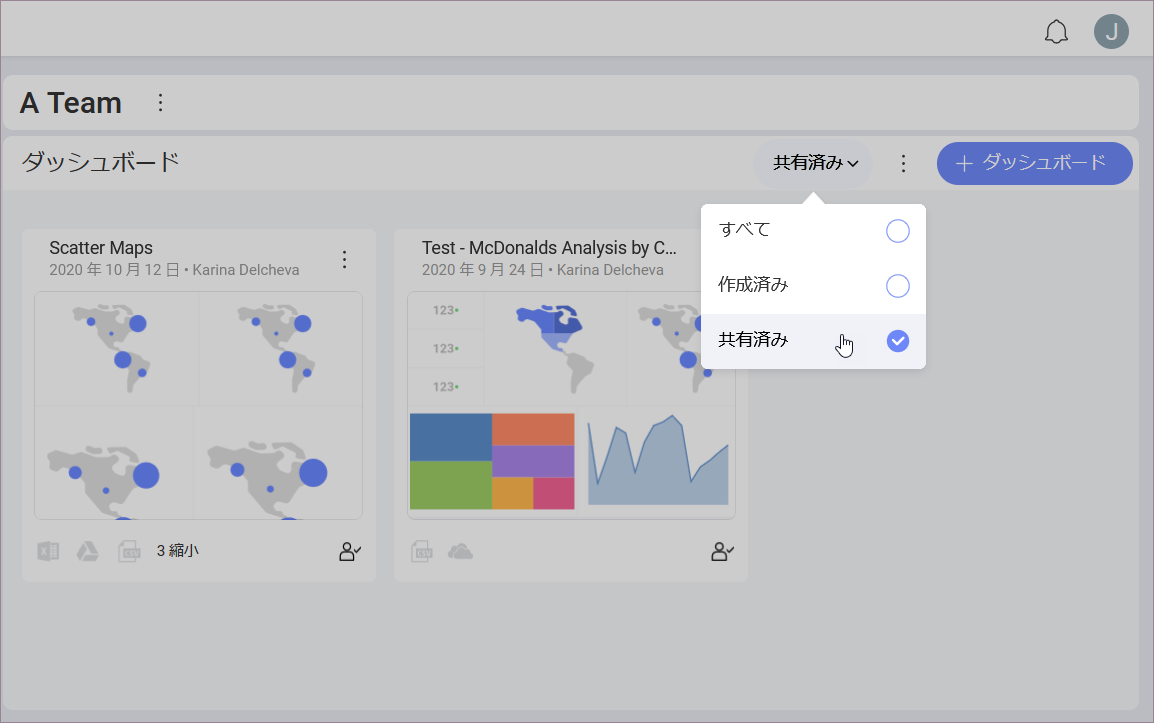 J
A Team
ダッシュボード
共有済み
ダッシュボード
すべて
作成済み
共有済み
Scatter Maps
2020 年 10 月 12 日 • Karina Delcheva
Test - McDonalds Analysis by C...
2020 年 9 月 24 日 • Karina Delcheva
123
123
123
X CSV 3 縮小
CSV